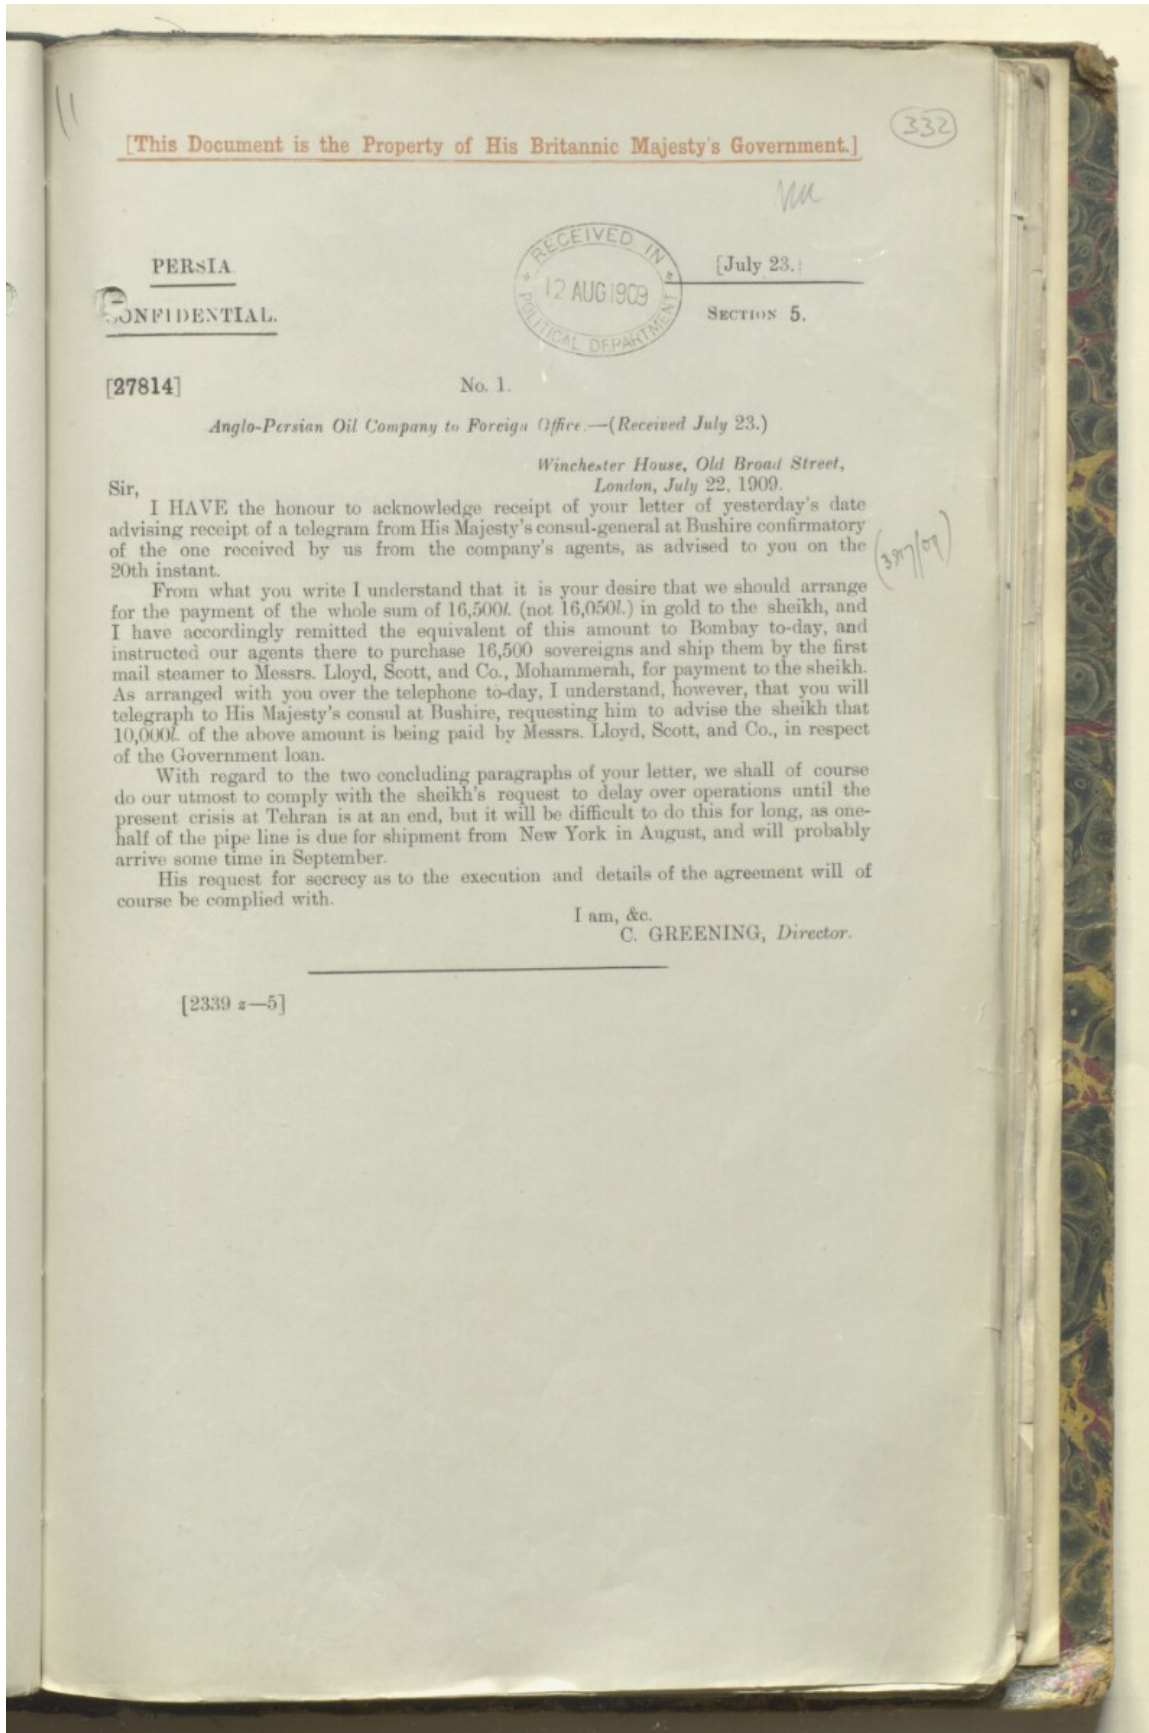 332
[This Document is the Property of His Britannic Majesty's Government.]
PERSIA.
[July 23.]
RECEIVED IN
12 AUG 1909
POLITICAL DEPARTMENT
CONFIDENTIAL.
SECTION 5.
[27814]
No. 1.
Anglo-Persian Oil Company to Foreign Office.—(Received July 23.)
Winchester House, Old Broad Street,
Sir,
London, July 22, 1909.
I HAVE the honour to acknowledge receipt of your letter of yesterday's date
advising receipt of a telegram from His Majesty's consul-general at Bushire confirmatory
of the one received by us from the company's agents, as advised to you on the
20th instant.
From what you write I understand that it is your desire that we should arrange
for the payment of the whole sum of 16,500l. (not 16,050l.) in gold to the sheikh, and
I have accordingly remitted the equivalent of this amount to Bombay to-day, and
instructed our agents there to purchase 16,500 sovereigns and ship them by the first
mail steamer to Messrs. Lloyd, Scott, and Co., Mohammerah, for payment to the sheikh.
As arranged with you over the telephone to-day, I understand, however, that you will
telegraph to His Majesty's consul at Bushire, requesting him to advise the sheikh that
10,000l. of the above amount is being paid by Messrs. Lloyd, Scott, and Co., in respect
of the Government loan.
With regard to the two concluding paragraphs of your letter, we shall of course
do our utmost to comply with the sheikh's request to delay over operations until the
present crisis at Tehran is at an end, but it will be difficult to do this for long, as one-
half of the pipe line is due for shipment from New York in August, and will probably
arrive some time in September.
His request for secrecy as to the execution and details of the agreement will of
course be complied with.
I am, &c.
C. GREENING, Director.
[2339 z—5]